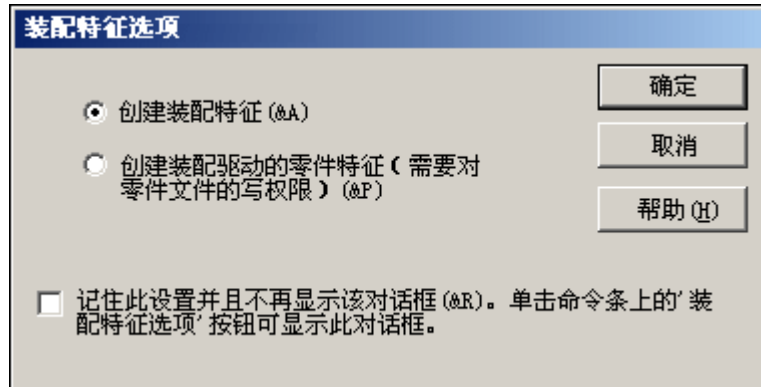 装配特征选项
创建装配特征(&A)
创建装配驱动的零件特征(需要对
零件文件的写权限)(&P)
确定
取消
帮助(H)
记住此设置并且不再显示该对话框(&R)。单击命令条上的'装
配特征选项'按钮可显示此对话框。